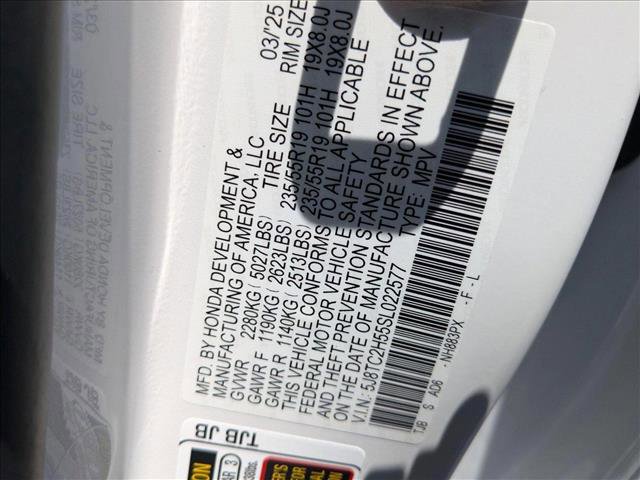 MFD. BY HONDA DEVELOPMENT & 03/'25
MANUFACTURING OF AMERICA, LLC
GVWR 2280KG ( 5027LBS) TIRE SIZE RIM SIZE
GAWR F 1190KG ( 2623LBS) 235/55R19 101H 19X8.0J
GAWR R 1140KG ( 2513LBS) 235/55R19 101H 19X8.0J
THIS VEHICLE CONFORMS TO ALL APPLICABLE
FEDERAL MOTOR VEHICLE SAFETY
AND THEFT PREVENTION STANDARDS IN EFFECT
ON THE DATE OF MANUFACTURE SHOWN ABOVE.
V.I.N.: 5J8TC2H55SL022577 TYPE: MPV
TJB S AD6 -NH883PX -F-L
TJB JB